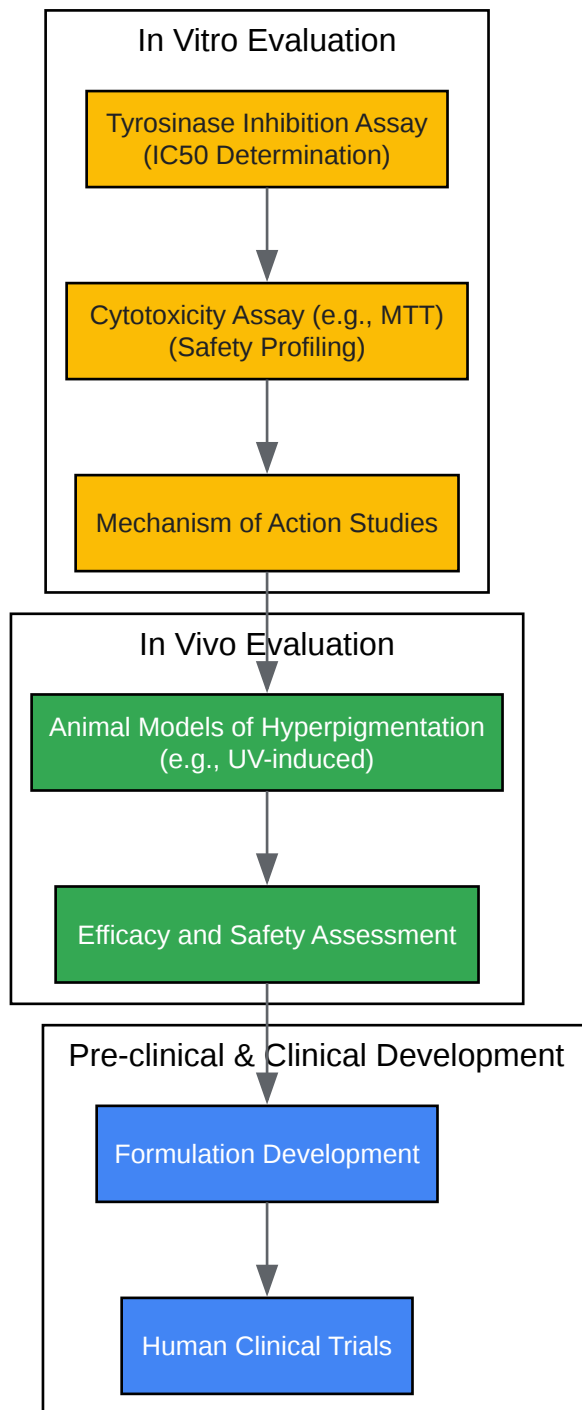 In Vitro Evaluation
Tyrosinase Inhibition Assay
(IC50 Determination)
Cytotoxicity Assay (e.g., MTT)
(Safety Profiling)
Mechanism of Action Studies
In Vivo Evaluation
Animal Models of Hyperpigmentation
(e.g., UV-induced)
Efficacy and Safety Assessment
Pre-clinical & Clinical Development
Formulation Development
Human Clinical Trials